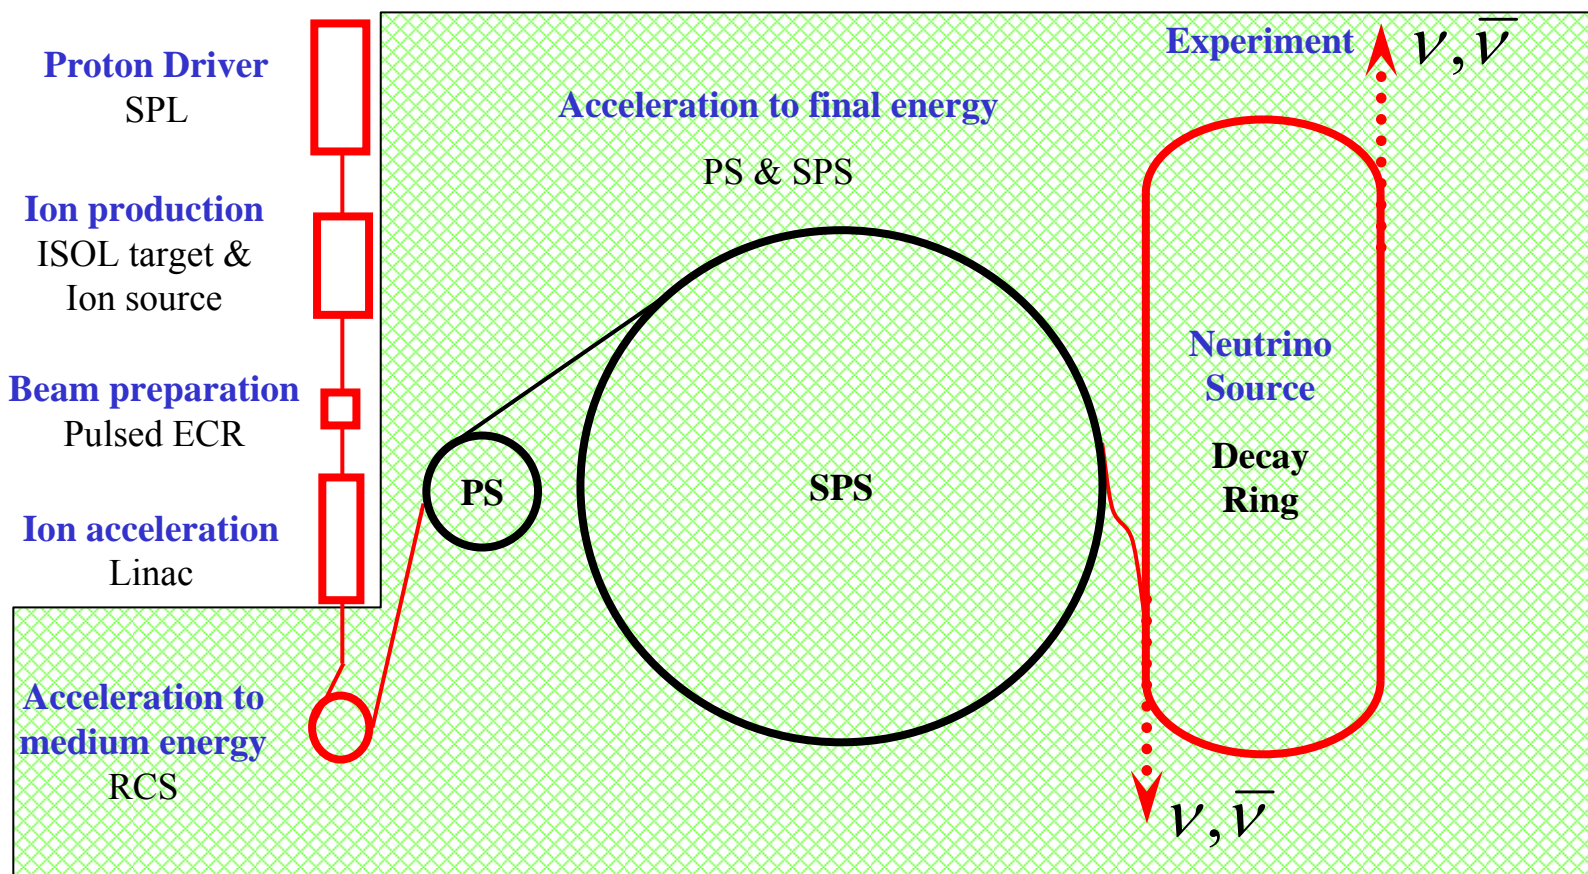 Proton Driver
SPL
Ion production
ISOL target &
Ion source
Beam preparation
Pulsed ECR
Ion acceleration
Linac
Acceleration to
medium energy
RCS
Acceleration to final energy
PS & SPS
PS
SPS
Experiment
ν, ν̅
Neutrino
Source
Decay
Ring
ν, ν̅